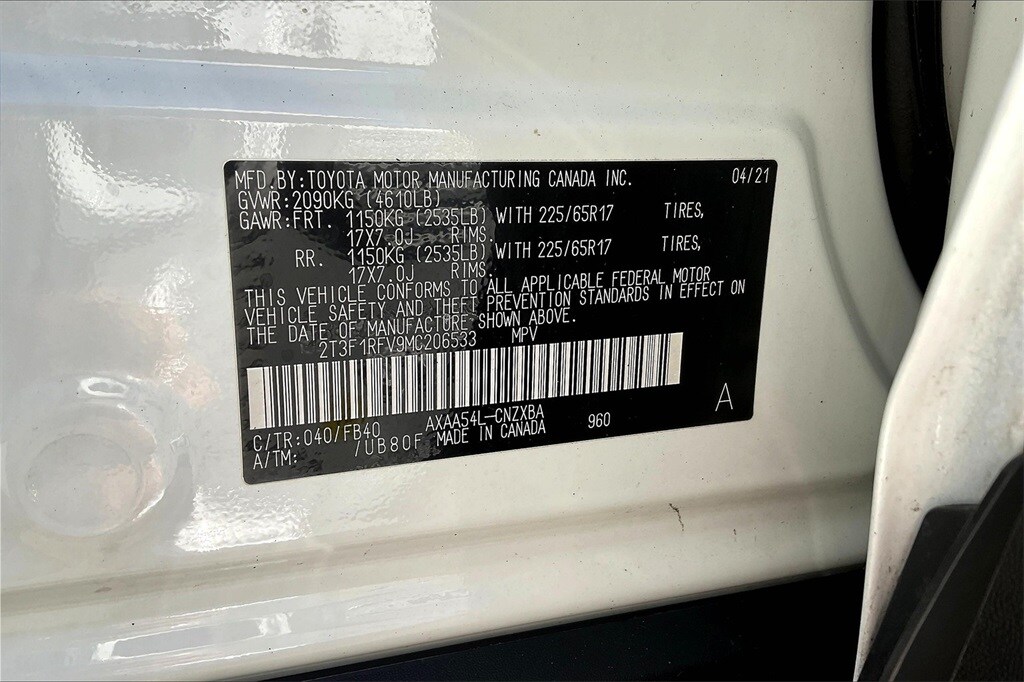 MFD.BY:TOYOTA MOTOR MANUFACTURING CANADA INC. 04/21
GVWR:2090KG (4610LB)
GAWR:FRT. 1150KG (2535LB) WITH 225/65R17 TIRES,
17X7.0J RIMS.
RR. 1150KG (2535LB) WITH 225/65R17 TIRES,
17X7.0J RIMS.
THIS VEHICLE CONFORMS TO ALL APPLICABLE FEDERAL MOTOR
VEHICLE SAFETY AND THEFT PREVENTION STANDARDS IN EFFECT ON
THE DATE OF MANUFACTURE SHOWN ABOVE.
2T3F1RFV9MC206533 MPV
A
C/TR:040/FB40 AXAA54L-CNZXBA 960
A/TM: /UB80F MADE IN CANADA